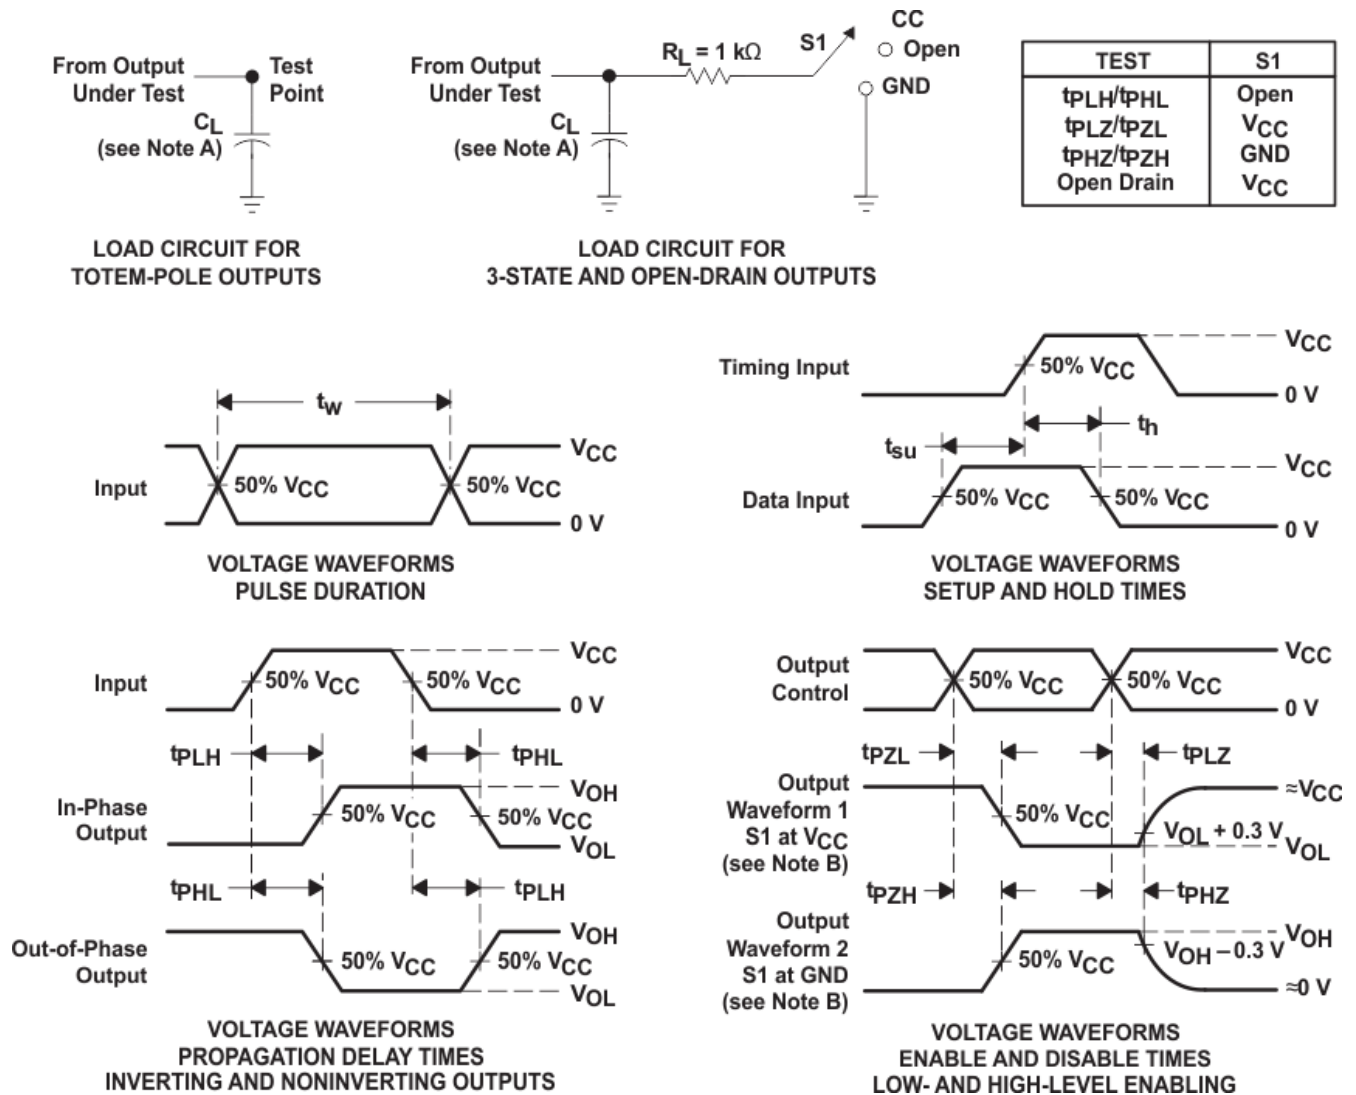 From Output
Under Test
Test
Point
CL
(see Note A)
LOAD CIRCUIT FOR
TOTEM-POLE OUTPUTS
From Output
Under Test
RL = 1 kΩ
S1
CC
Open
GND
CL
(see Note A)
LOAD CIRCUIT FOR
3-STATE AND OPEN-DRAIN OUTPUTS
TEST S1
tPLH/tPHL Open
tPLZ/tPZL VCC
tPHZ/tPZH GND
Open Drain VCC
tw
Input
50% VCC
50% VCC
VCC
0 V
VOLTAGE WAVEFORMS
PULSE DURATION
Timing Input
50% VCC
VCC
0 V
th
tsu
Data Input
50% VCC
50% VCC
VCC
0 V
VOLTAGE WAVEFORMS
SETUP AND HOLD TIMES
Input
50% VCC
50% VCC
VCC
0 V
tPLH
tPHL
In-Phase
Output
50% VCC
50% VCC
VOH
VOL
tPHL
tPLH
Out-of-Phase
Output
50% VCC
50% VCC
VOH
VOL
VOLTAGE WAVEFORMS
PROPAGATION DELAY TIMES
INVERTING AND NONINVERTING OUTPUTS
Output
Control
50% VCC
50% VCC
VCC
0 V
tPZL
tPLZ
Output
Waveform 1
S1 at VCC
(see Note B)
50% VCC
≈VCC
VOL + 0.3 V
VOL
tPZH
tPHZ
Output
Waveform 2
S1 at GND
(see Note B)
50% VCC
VOH
VOH − 0.3 V
≈0 V
VOLTAGE WAVEFORMS
ENABLE AND DISABLE TIMES
LOW- AND HIGH-LEVEL ENABLING